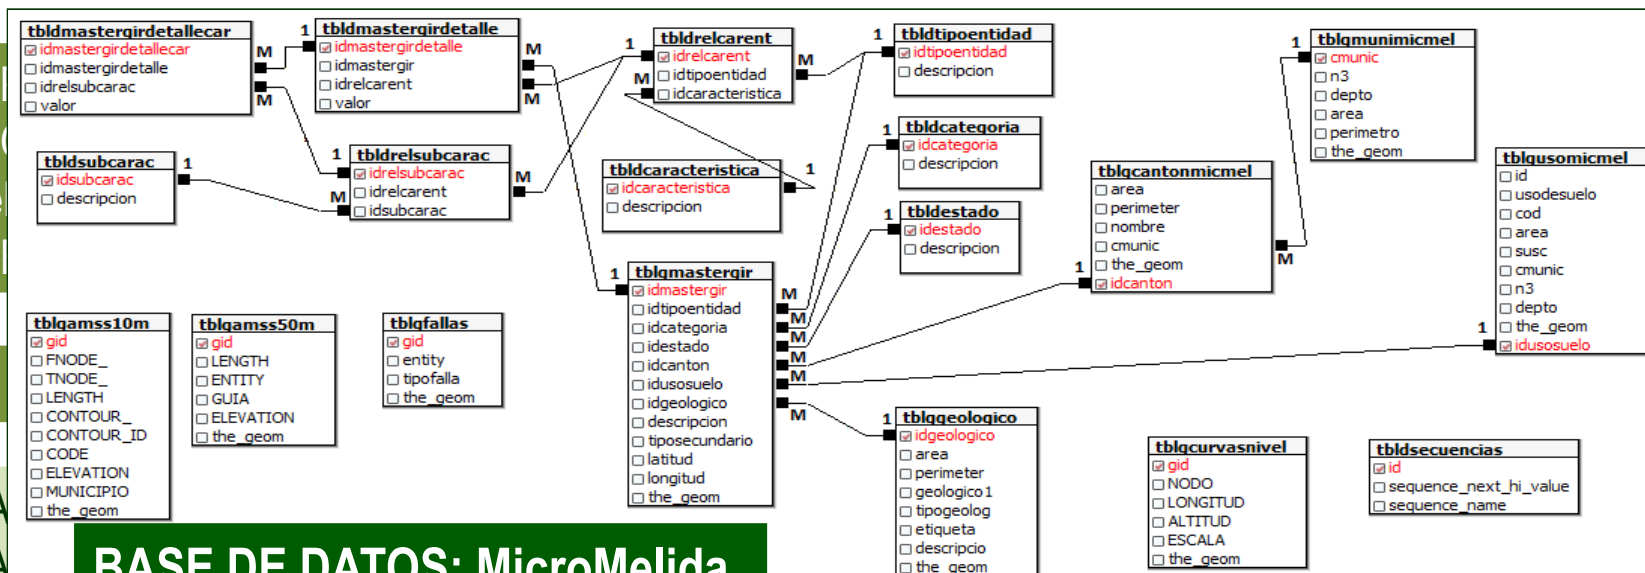 tbldmastergirdetallecar
idmastergirdetallecar
idmastergirdetalle
idrelsubcarac
valor
M
M
1
tbldmastergirdetalle
idmastergirdetalle
idmastergir
idrelcarent
valor
M
M
1
tbldrelcarent
idrelcarent
idtipoentidad
idcaracteristica
M
M
1
tbldtipoentidad
idtipoentidad
descripcion
1
tblgmunimicmel
cmunic
n3
depto
area
perimetro
the_geom
tbldsubcarac
idsubcarac
descripcion
1
1
M
tbldrelsubcarac
idrelsubcarac
idrelcarent
idsubcarac
M
tbldcaracteristica
idcaracteristica
descripcion
1
1
tbldcategoria
idcategoria
descripcion
1
tbldestado
idestado
descripcion
tblgcantonmicmel
area
perimeter
nombre
cmunic
the_geom
idcanton
1
M
tblgusomicmel
id
usodesuelo
cod
area
susc
cmunic
n3
depto
the_geom
idusosuelo
1
1
tblgmastergir
idmastergir
idtipoentidad
idcategoria
idestado
idcanton
idusosuelo
idgeologico
descripcion
tiposecundario
latitud
longitud
the_geom
M
M
M
M
M
M
tblgamss10m
gid
FNODE_
TNODE_
LENGTH
CONTOUR_
CONTOUR_ID
CODE
ELEVATION
MUNICIPIO
the_geom
tblgamss50m
gid
LENGTH
ENTITY
GUIA
ELEVATION
the_geom
tblgfallas
gid
entity
tipofalla
the_geom
1
tblggeologico
idgeologico
area
perimeter
geologico1
tipogeolog
etiqueta
descripcio
the_geom
tblgcurvasnivel
gid
NODO
LONGITUD
ALTITUD
ESCALA
the_geom
tbldsecuencias
id
sequence_next_hi_value
sequence_name
BASE DE DATOS: MicroMelida